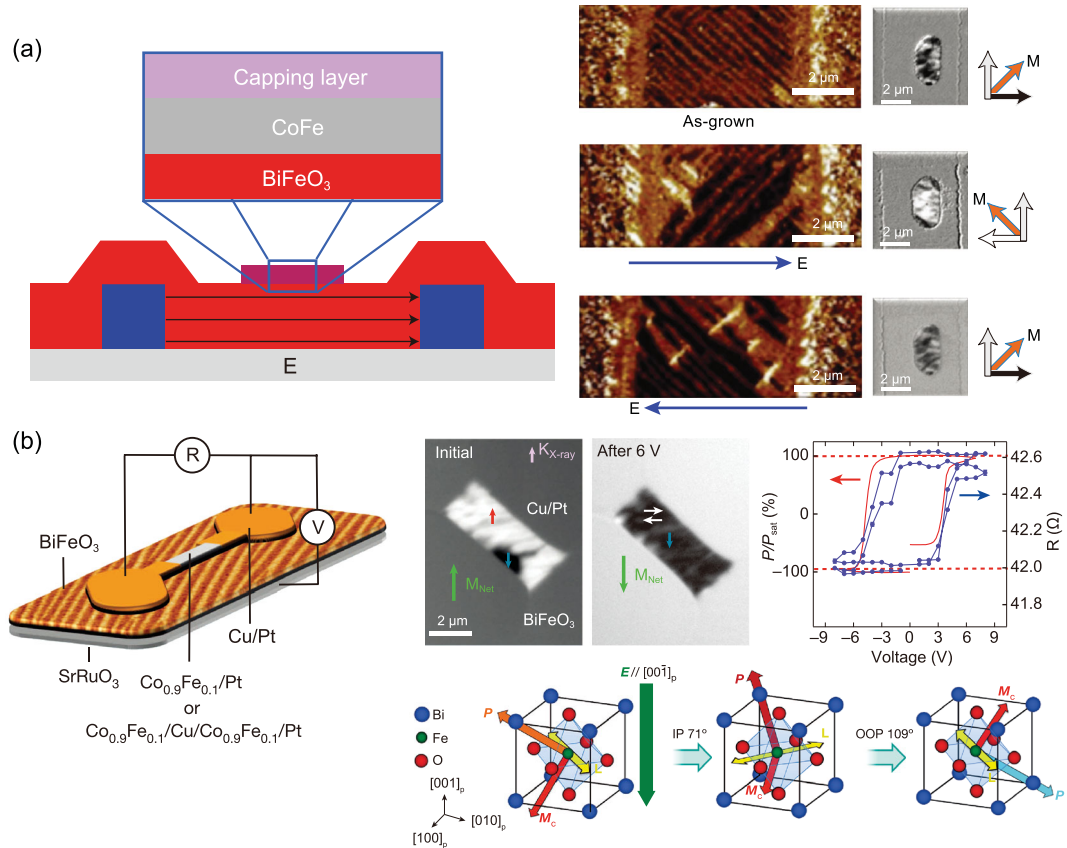 (a)
Capping layer
CoFe
BiFeO3
E
As-grown
2 μm
2 μm
M
2 μm
E
2 μm
M
2 μm
E
2 μm
M
(b)
R
V
BiFeO3
SrRuO3
Cu/Pt
Co0.9Fe0.1/Pt
or
Co0.9Fe0.1/Cu/Co0.9Fe0.1/Pt
Initial
KX-ray
Cu/Pt
MNet
2 μm
BiFeO3
After 6 V
MNet
100
0
−100
P/Psat (%)
42.6
42.4
42.2
42.0
41.8
R (Ω)
−9 −6 −3 0 3 6 9
Voltage (V)
Bi
Fe
O
[001]p
[010]p
[100]p
P
L
Mc
E // [001̄]p
IP 71°
P
L
Mc
OOP 109°
Mc
L
P